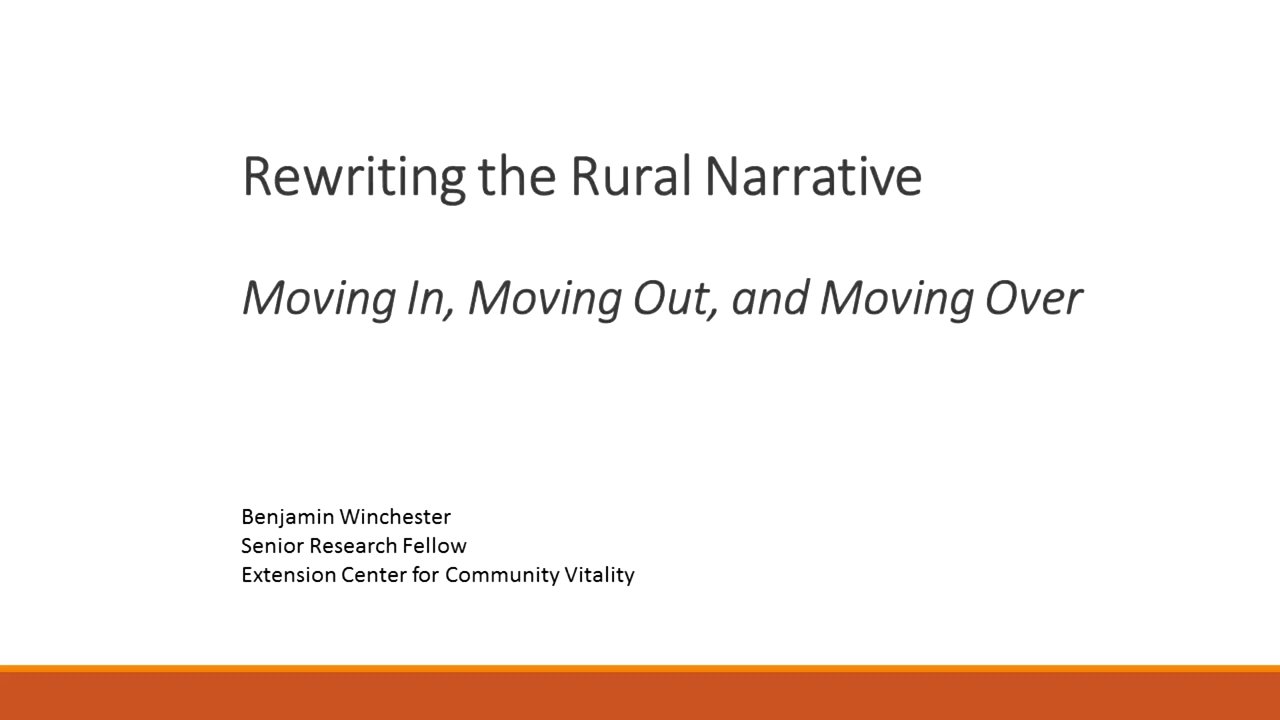 Rewriting the Rural Narrative
Moving In, Moving Out, and Moving Over
Benjamin Winchester
Senior Research Fellow
Extension Center for Community Vitality